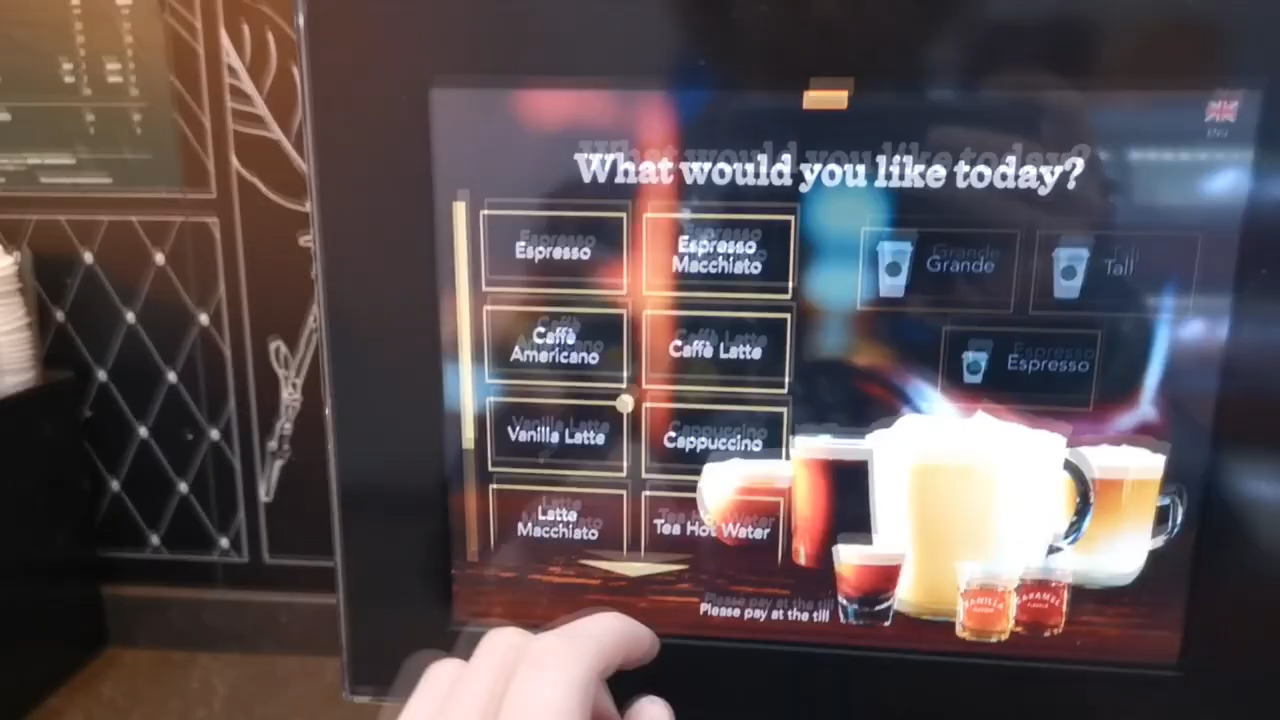 ENG
What would you like today?
Espresso
Espresso
Macchiato
Grande
Tall
Caffè
Americano
Caffè Latte
Espresso
Vanilla Latte
Cappuccino
Latte
Macchiato
Tea Hot Water
Please pay at the till
VANILLA
CARAMEL